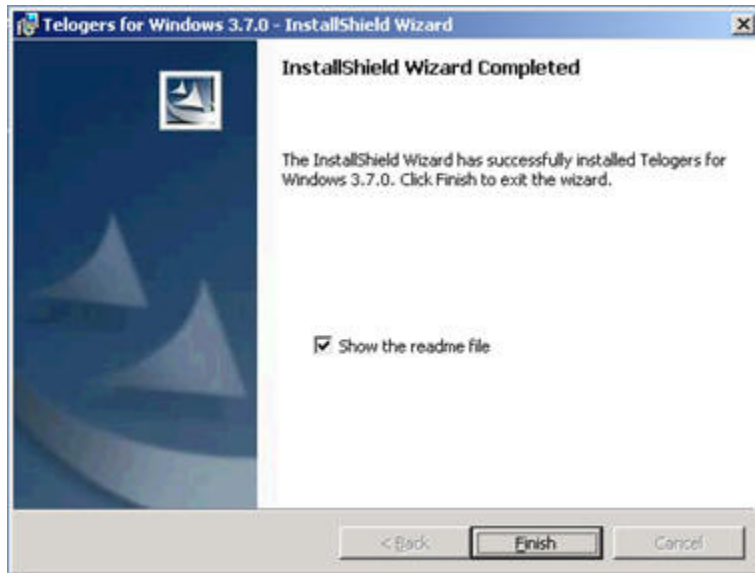 Telogers for Windows 3.7.0 - InstallShield Wizard
InstallShield Wizard Completed
The InstallShield Wizard has successfully installed Telogers for
Windows 3.7.0. Click Finish to exit the wizard.
Show the readme file
< Back
Finish
Cancel